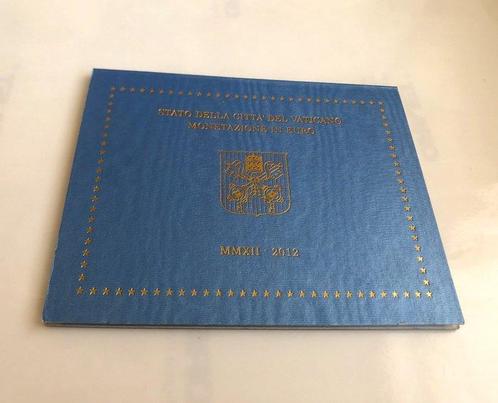 STATO DELLA CITTA' DEL VATICANO
MONETAZIONE IN EURO
MMXII - 2012